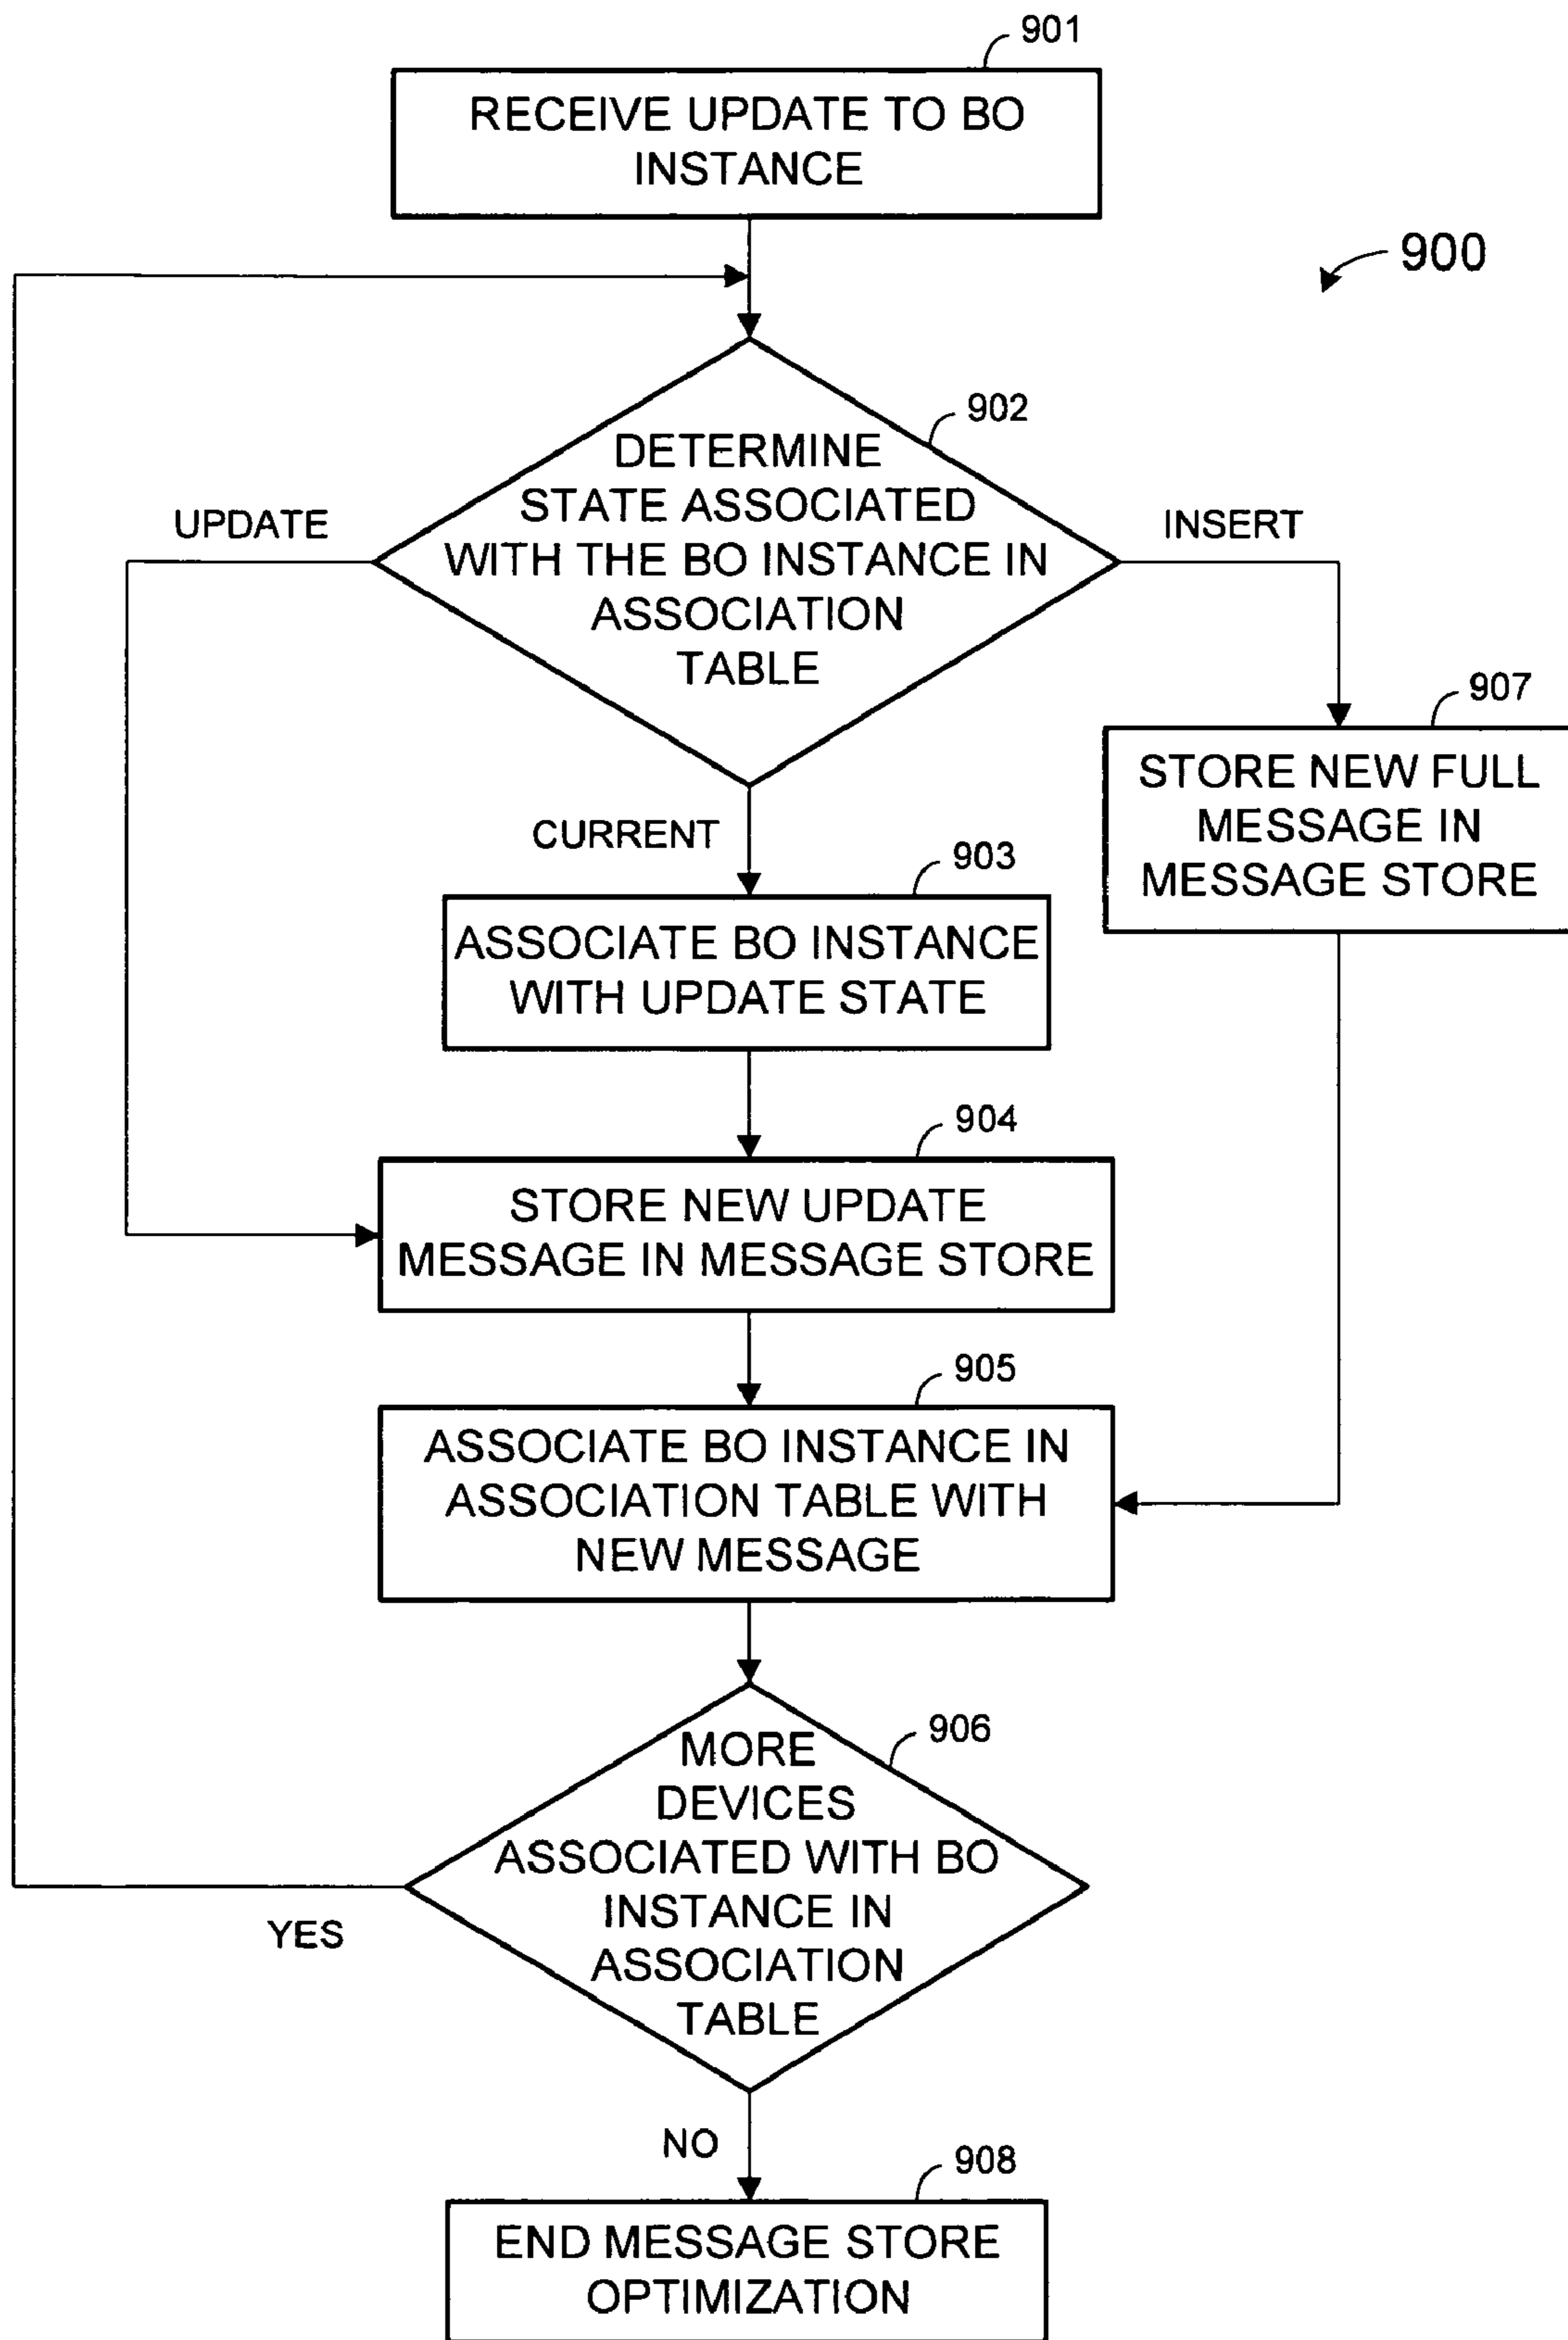 901
RECEIVE UPDATE TO BO
INSTANCE
900
902
DETERMINE
STATE ASSOCIATED
WITH THE BO INSTANCE IN
ASSOCIATION
TABLE
UPDATE
INSERT
907
STORE NEW FULL
MESSAGE IN
MESSAGE STORE
CURRENT
903
ASSOCIATE BO INSTANCE
WITH UPDATE STATE
904
STORE NEW UPDATE
MESSAGE IN MESSAGE STORE
905
ASSOCIATE BO INSTANCE IN
ASSOCIATION TABLE WITH
NEW MESSAGE
906
MORE
DEVICES
ASSOCIATED WITH BO
INSTANCE IN
ASSOCIATION
TABLE
YES
NO
908
END MESSAGE STORE
OPTIMIZATION